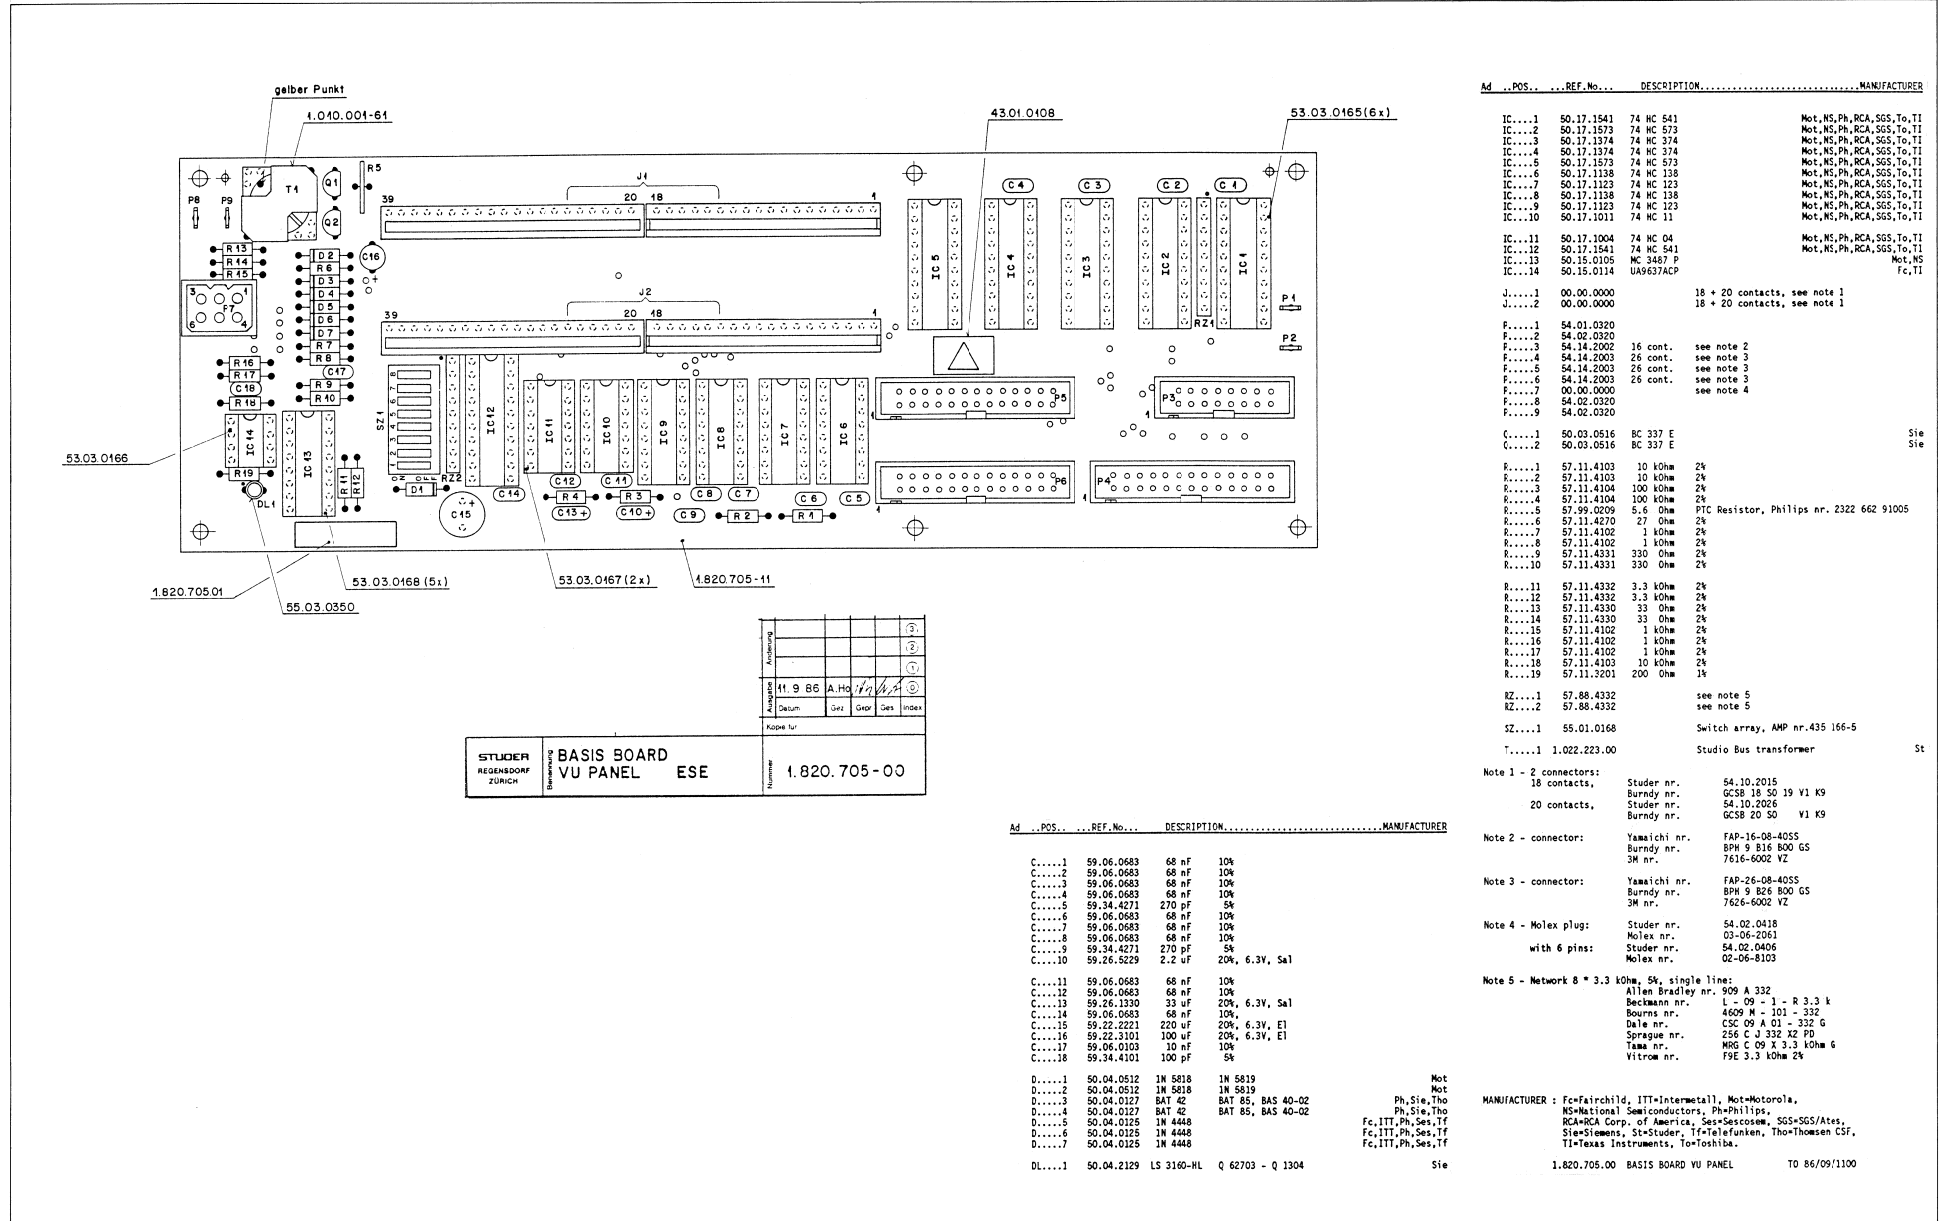 gelber Punkt
1.010.001-61
43.01.0108
53.03.0165(6x)
T1
Q1
Q2
R5
P8 P9
J1
39 20 18 1
C4 C3 C2 C1
R13
R14
R15
D2
R6
D3
D4
D5
D6
D7
R7
R8
C17
R9
R10
C16
+
3 1
P7
6 4
J2
39 20 18 1
IC5 IC4 IC3 IC2 RZ1 IC1
P1
P2
R16
R17
C18
R18
IC14
R19
DL1
IC13
R11 R12
SZ1
8
7
6
5
4
3
2
1
ON OFF
D1
RZ2
IC12 IC11 IC10 IC9 IC8 IC7 IC6
P5 1
P3 1
P6 1
P4 1
C15 +
C14
C12 C11
R4 R3
C13+ C10+
C8 C7
C9
R2
C6 C5
R1
53.03.0166
1.820.705.01
55.03.0350
53.03.0168 (5x)
53.03.0167(2x)
1.820.705-11
Änderung
3
2
1
Ausgabe 11. 9 86 A.Ho 0
Datum Gez Gepr Ges Index
Kopie für
STUDER
REGENSDORF
ZÜRICH
Benennung
BASIS BOARD
VU PANEL ESE
Nummer
1.820.705-00
Ad ..POS.. ...REF.No... DESCRIPTION............................MANUFACTURER
C.....1 59.06.0683 68 nF 10%
C.....2 59.06.0683 68 nF 10%
C.....3 59.06.0683 68 nF 10%
C.....4 59.06.0683 68 nF 10%
C.....5 59.34.4271 270 pF 5%
C.....6 59.06.0683 68 nF 10%
C.....7 59.06.0683 68 nF 10%
C.....8 59.06.0683 68 nF 10%
C.....9 59.34.4271 270 pF 5%
C....10 59.26.5229 2.2 uF 20%, 6.3V, Sal
C....11 59.06.0683 68 nF 10%
C....12 59.06.0683 68 nF 10%
C....13 59.26.1330 33 uF 20%, 6.3V, Sal
C....14 59.06.0683 68 nF 10%,
C....15 59.22.2221 220 uF 20%, 6.3V, El
C....16 59.22.3101 100 uF 20%, 6.3V, El
C....17 59.06.0103 10 nF 10%
C....18 59.34.4101 100 pF 5%
D.....1 50.04.0512 1N 5818 1N 5819 Mot
D.....2 50.04.0512 1N 5818 1N 5819 Mot
D.....3 50.04.0127 BAT 42 BAT 85, BAS 40-02 Ph,Sie,Tho
D.....4 50.04.0127 BAT 42 BAT 85, BAS 40-02 Ph,Sie,Tho
D.....5 50.04.0125 1N 4448 Fc,ITT,Ph,Ses,Tf
D.....6 50.04.0125 1N 4448 Fc,ITT,Ph,Ses,Tf
D.....7 50.04.0125 1N 4448 Fc,ITT,Ph,Ses,Tf
DL....1 50.04.2129 LS 3160-HL Q 62703 - Q 1304 Sie
Ad ..POS.. ...REF.No... DESCRIPTION............................MANUFACTURER
IC....1 50.17.1541 74 HC 541 Mot,NS,Ph,RCA,SGS,To,TI
IC....2 50.17.1573 74 HC 573 Mot,NS,Ph,RCA,SGS,To,TI
IC....3 50.17.1374 74 HC 374 Mot,NS,Ph,RCA,SGS,To,TI
IC....4 50.17.1374 74 HC 374 Mot,NS,Ph,RCA,SGS,To,TI
IC....5 50.17.1573 74 HC 573 Mot,NS,Ph,RCA,SGS,To,TI
IC....6 50.17.1138 74 HC 138 Mot,NS,Ph,RCA,SGS,To,TI
IC....7 50.17.1123 74 HC 123 Mot,NS,Ph,RCA,SGS,To,TI
IC....8 50.17.1138 74 HC 138 Mot,NS,Ph,RCA,SGS,To,TI
IC....9 50.17.1123 74 HC 123 Mot,NS,Ph,RCA,SGS,To,TI
IC...10 50.17.1011 74 HC 11 Mot,NS,Ph,RCA,SGS,To,TI
IC...11 50.17.1004 74 HC 04 Mot,NS,Ph,RCA,SGS,To,TI
IC...12 50.17.1541 74 HC 541 Mot,NS,Ph,RCA,SGS,To,TI
IC...13 50.15.0105 MC 3487 P Mot,NS
IC...14 50.15.0114 UA9637ACP Fc,TI
J.....1 00.00.0000 18 + 20 contacts, see note 1
J.....2 00.00.0000 18 + 20 contacts, see note 1
P.....1 54.01.0320
P.....2 54.02.0320
P.....3 54.14.2002 16 cont. see note 2
P.....4 54.14.2003 26 cont. see note 3
P.....5 54.14.2003 26 cont. see note 3
P.....6 54.14.2003 26 cont. see note 3
P.....7 00.00.0000 see note 4
P.....8 54.02.0320
P.....9 54.02.0320
Q.....1 50.03.0516 BC 337 E Sie
Q.....2 50.03.0516 BC 337 E Sie
R.....1 57.11.4103 10 kOhm 2%
R.....2 57.11.4103 10 kOhm 2%
R.....3 57.11.4104 100 kOhm 2%
R.....4 57.11.4104 100 kOhm 2%
R.....5 57.99.0209 5.6 Ohm PTC Resistor, Philips nr. 2322 662 91005
R.....6 57.11.4270 27 Ohm 2%
R.....7 57.11.4102 1 kOhm 2%
R.....8 57.11.4102 1 kOhm 2%
R.....9 57.11.4331 330 Ohm 2%
R....10 57.11.4331 330 Ohm 2%
R....11 57.11.4332 3.3 kOhm 2%
R....12 57.11.4332 3.3 kOhm 2%
R....13 57.11.4330 33 Ohm 2%
R....14 57.11.4330 33 Ohm 2%
R....15 57.11.4102 1 kOhm 2%
R....16 57.11.4102 1 kOhm 2%
R....17 57.11.4102 1 kOhm 2%
R....18 57.11.4103 10 kOhm 2%
R....19 57.11.3201 200 Ohm 1%
RZ....1 57.88.4332 see note 5
RZ....2 57.88.4332 see note 5
SZ....1 55.01.0168 Switch array, AMP nr.435 166-5
T.....1 1.022.223.00 Studio Bus transformer St
Note 1 - 2 connectors:
18 contacts, Studer nr. 54.10.2015
Burndy nr. GCSB 18 SO 19 V1 K9
20 contacts, Studer nr. 54.10.2026
Burndy nr. GCSB 20 SO V1 K9
Note 2 - connector: Yamaichi nr. FAP-16-08-4OSS
Burndy nr. BPH 9 B16 B00 GS
3M nr. 7616-6002 VZ
Note 3 - connector: Yamaichi nr. FAP-26-08-4OSS
Burndy nr. BPH 9 B26 B00 GS
3M nr. 7626-6002 VZ
Note 4 - Molex plug: Studer nr. 54.02.0418
Molex nr. 03-06-2061
with 6 pins: Studer nr. 54.02.0406
Molex nr. 02-06-8103
Note 5 - Network 8 * 3.3 kOhm, 5%, single line:
Allen Bradley nr. 909 A 332
Beckmann nr. L - 09 - 1 - R 3.3 k
Bourns nr. 4609 M - 101 - 332
Dale nr. CSC 09 A 01 - 332 G
Sprague nr. 256 C J 332 X2 PD
Tama nr. MRG C 09 X 3.3 kOhm G
Vitrom nr. F9E 3.3 kOhm 2%
MANUFACTURER : Fc=Fairchild, ITT=Intermetall, Mot=Motorola,
NS=National Semiconductors, Ph=Philips,
RCA=RCA Corp. of America, Ses=Sescosem, SGS=SGS/Ates,
Sie=Siemens, St=Studer, Tf=Telefunken, Tho=Thomsen CSF,
TI=Texas Instruments, To=Toshiba.
1.820.705.00 BASIS BOARD VU PANEL TO 86/09/1100